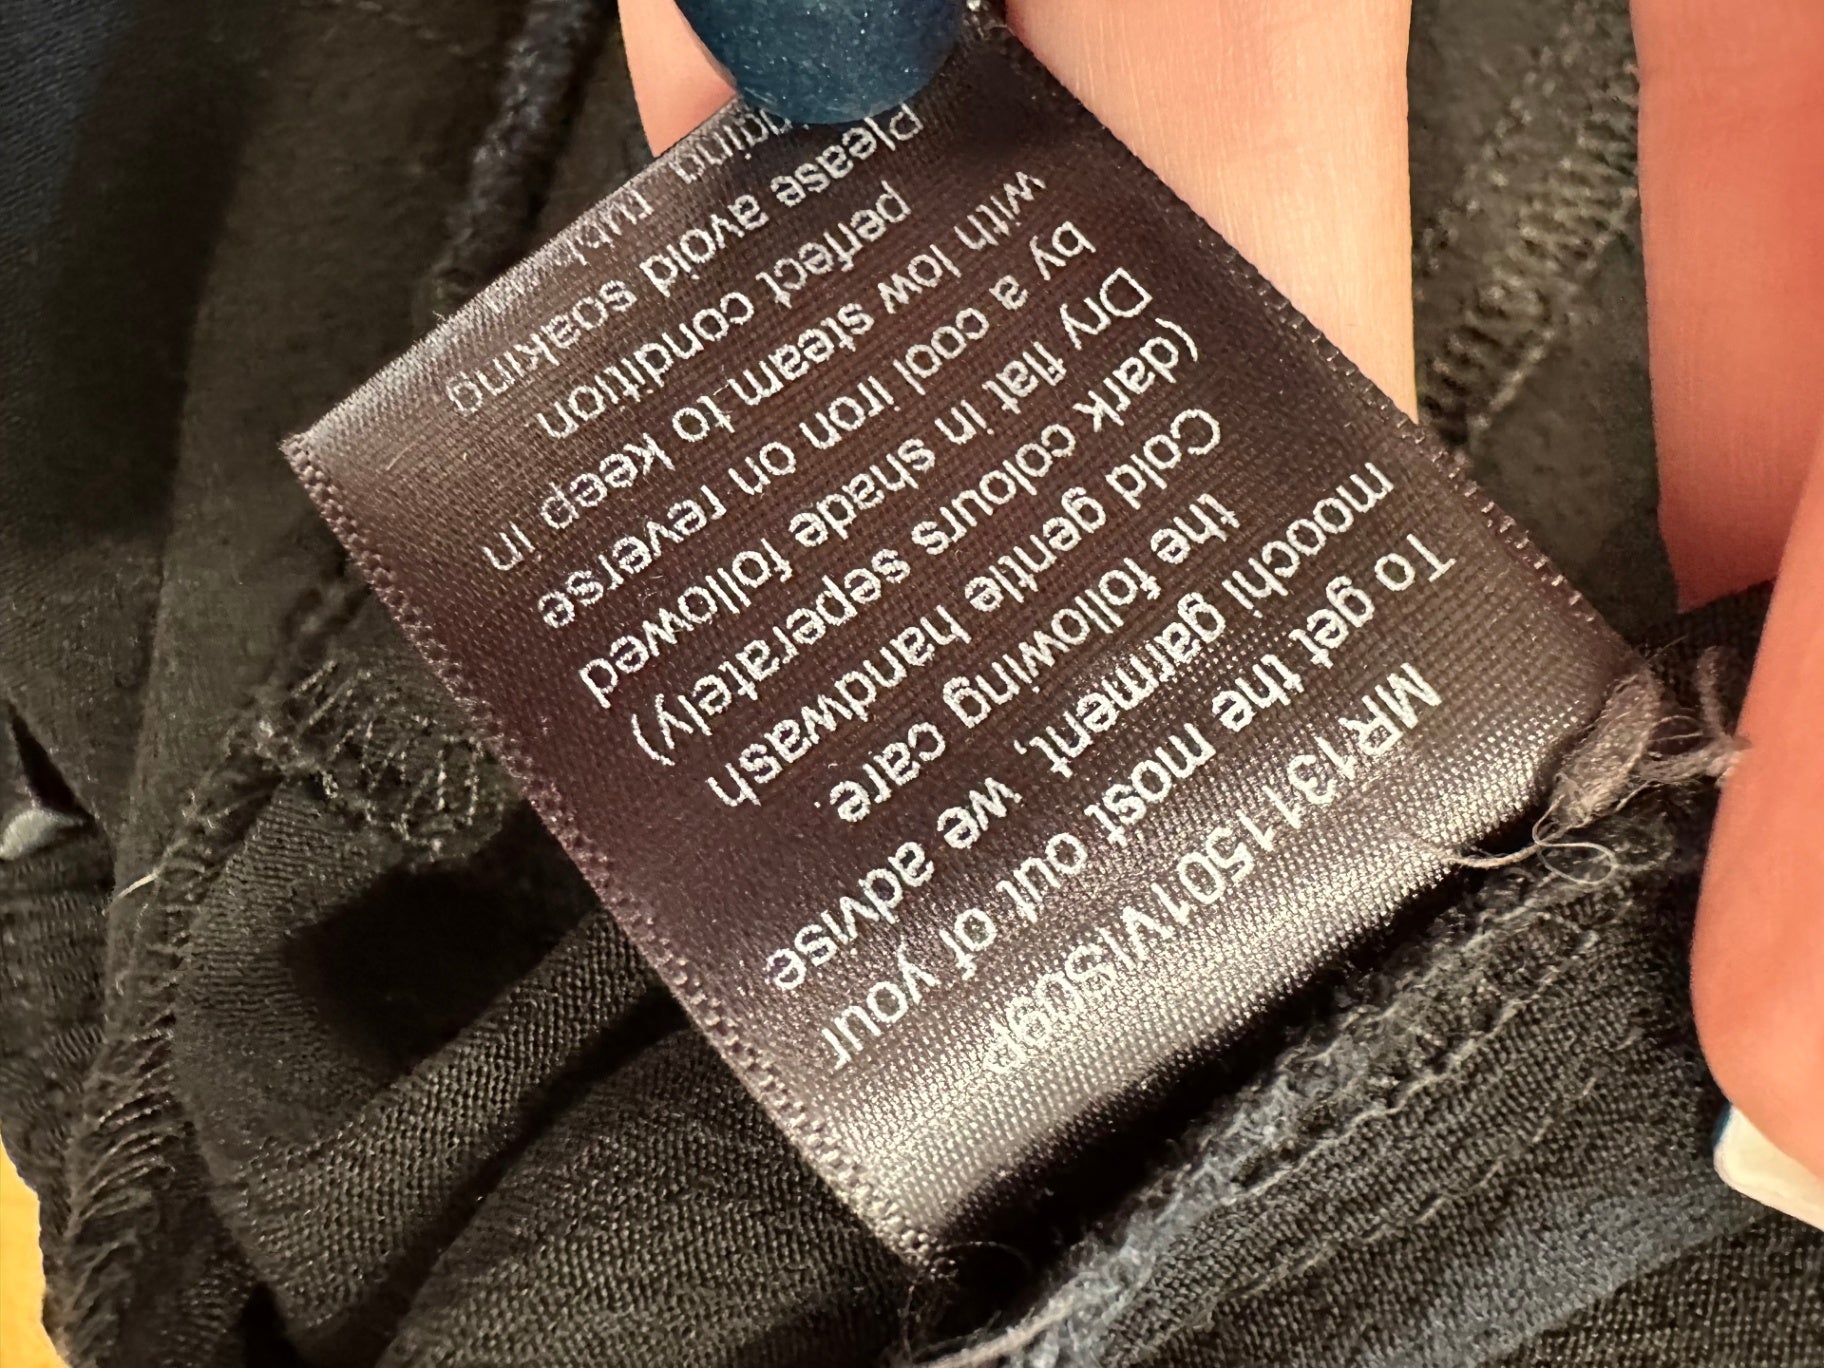 MR1311501VIS09P
To get the most out of your
moochi garment, we advise
the following care.
Cold gentle handwash
(dark colours seperately)
Dry flat in shade followed
by a cool iron on reverse
with low steam to keep in
perfect condition
Please avoid soaking